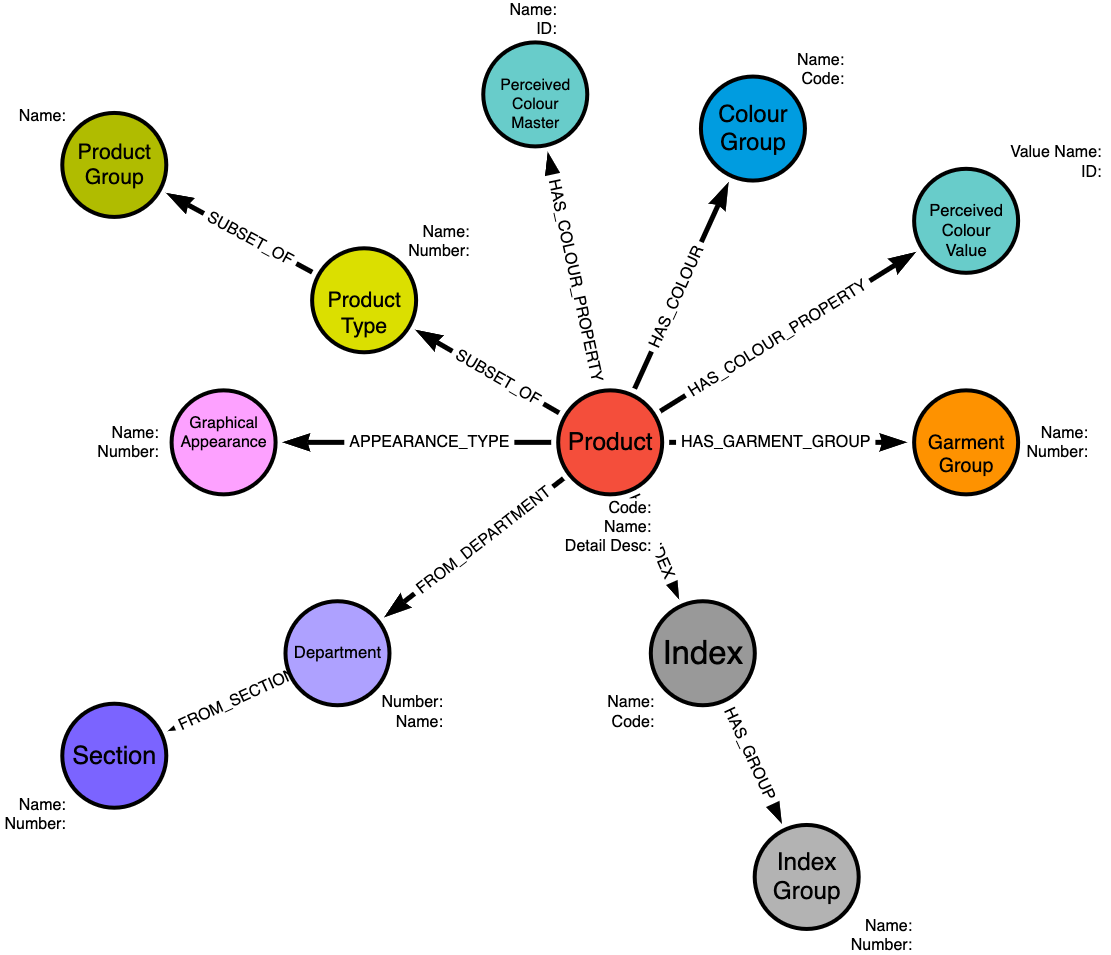 Name:
ID:
Perceived
Colour
Master
Name:
Code:
Colour
Group
Name:
Product
Group
Value Name:
ID:
Perceived
Colour
Value
SUBSET_OF
Name:
Number:
Product
Type
HAS_COLOUR_PROPERTY
HAS_COLOUR
HAS_COLOUR_PROPERTY
SUBSET_OF
Name:
Number:
Graphical
Appearance
APPEARANCE_TYPE
Product
HAS_GARMENT_GROUP
Garment
Group
Name:
Number:
Code:
Name:
Detail Desc:
FROM_DEPARTMENT
DEX
Department
Number:
Name:
Index
Name:
Code:
FROM_SECTION
Section
Name:
Number:
HAS_GROUP
Index
Group
Name:
Number: